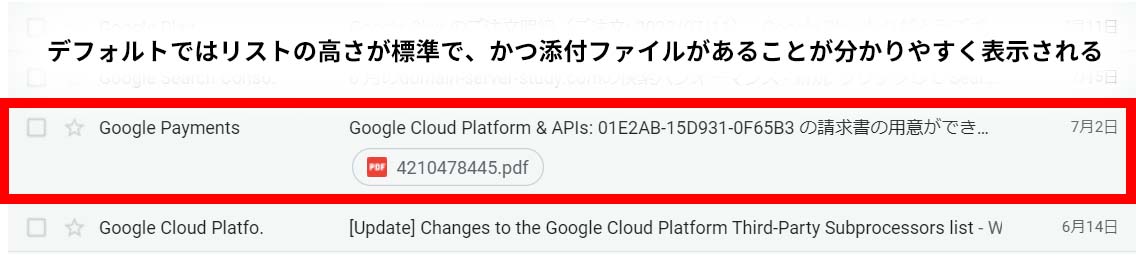 7月11日
デフォルトではリストの高さが標準で、かつ添付ファイルがあることが分かりやすく表示される
Google Search Conso.
7月5日
Google Payments
Google Cloud Platform & APIs: 01E2AB-15D931-0F65B3 の請求書の用意ができ…
7月2日
PDF 4210478445.pdf
Google Cloud Platfo.
[Update] Changes to the Google Cloud Platform Third-Party Subprocessors list - W
6月14日